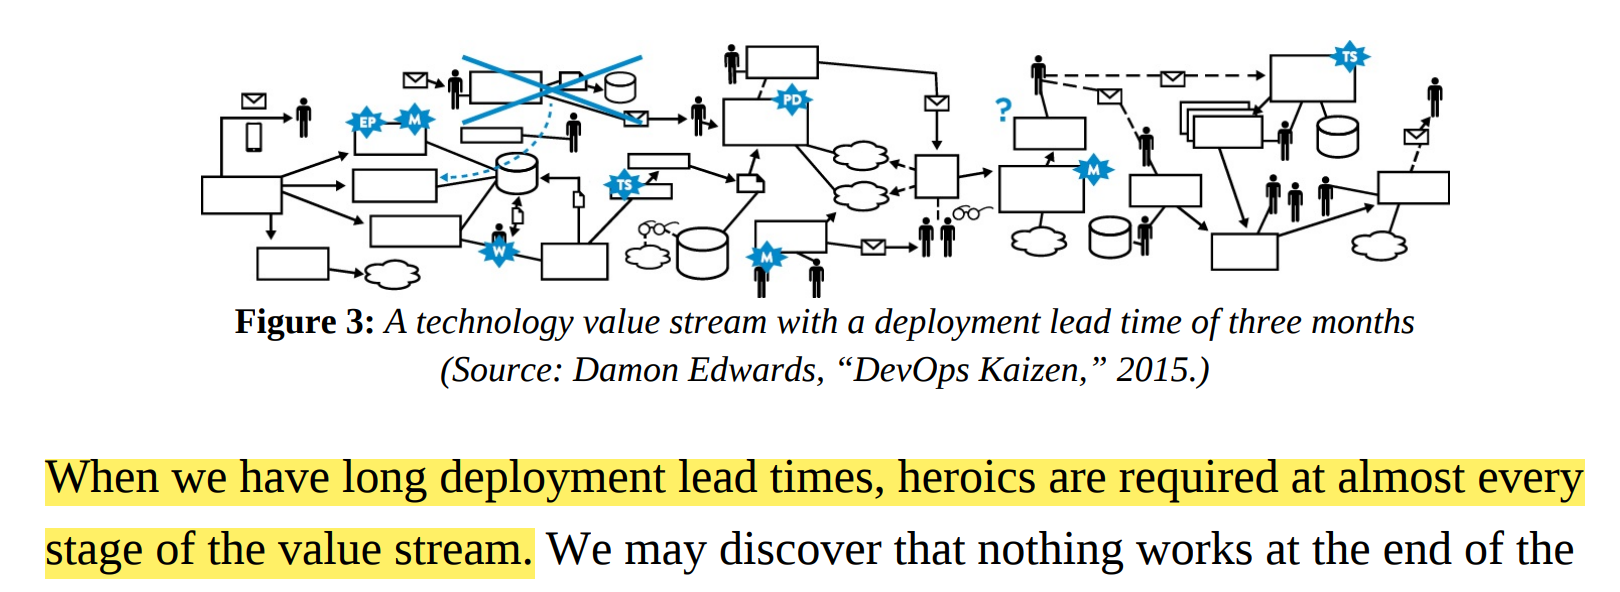 TS
PD
?
EP M
M
TS
W
M
Figure 3: A technology value stream with a deployment lead time of three months
(Source: Damon Edwards, “DevOps Kaizen,” 2015.)
When we have long deployment lead times, heroics are required at almost every
stage of the value stream. We may discover that nothing works at the end of the